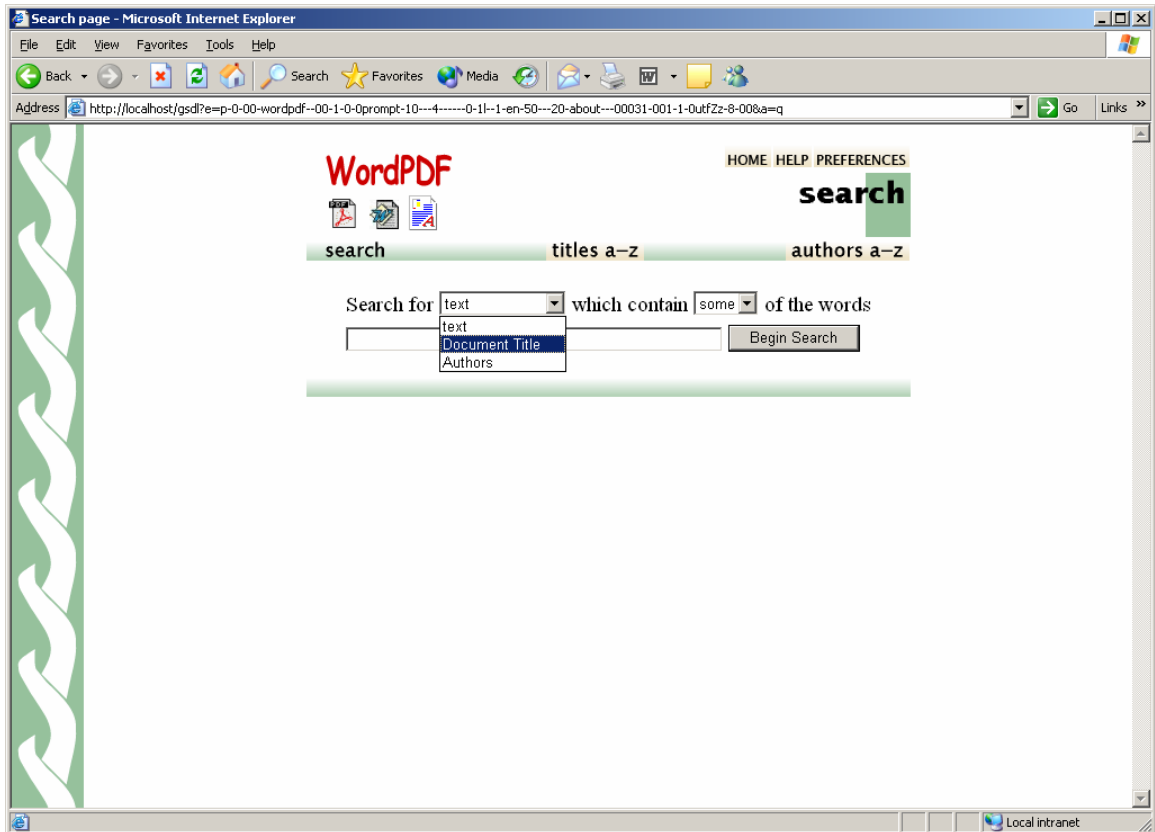 Search page - Microsoft Internet Explorer
File Edit View Favorites Tools Help
Back Search Favorites Media
Address http://localhost/gsdl?e=p-0-00-wordpdf--00-1-0-0prompt-10---4------0-1l--1-en-50---20-about---00031-001-1-0utfZz-8-00&a=q Go Links »
WordPDF
HOME HELP PREFERENCES
search
search titles a–z authors a–z
Search for text which contain some of the words
text
Document Title
Authors
Begin Search
Local intranet